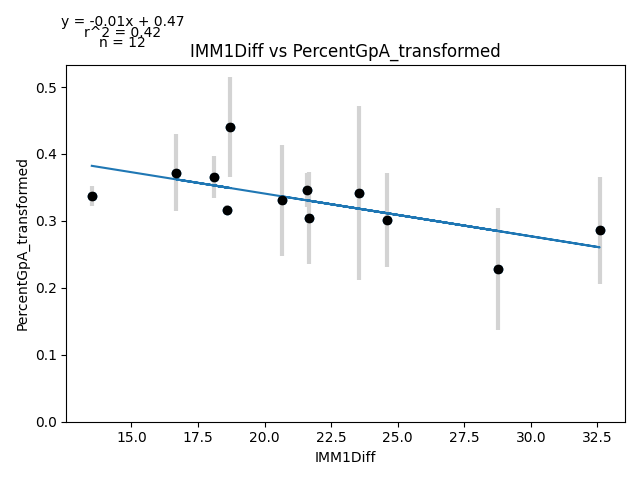 y = -0.01x + 0.47
r^2 = 0.42
n = 12
IMM1Diff vs PercentGpA_transformed
PercentGpA_transformed
0.5
0.4
0.3
0.2
0.1
0.0
15.0 17.5 20.0 22.5 25.0 27.5 30.0 32.5
IMM1Diff